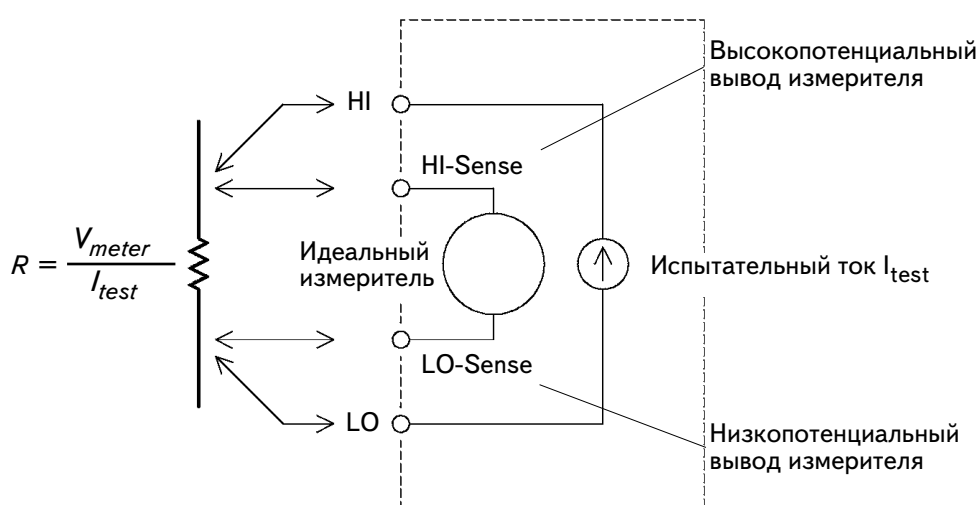 Высокопотенциальный
вывод измерителя
HI
HI-Sense
Идеальный
измеритель
R = V_meter / I_test
Испытательный ток I_test
LO-Sense
LO
Низкопотенциальный
вывод измерителя